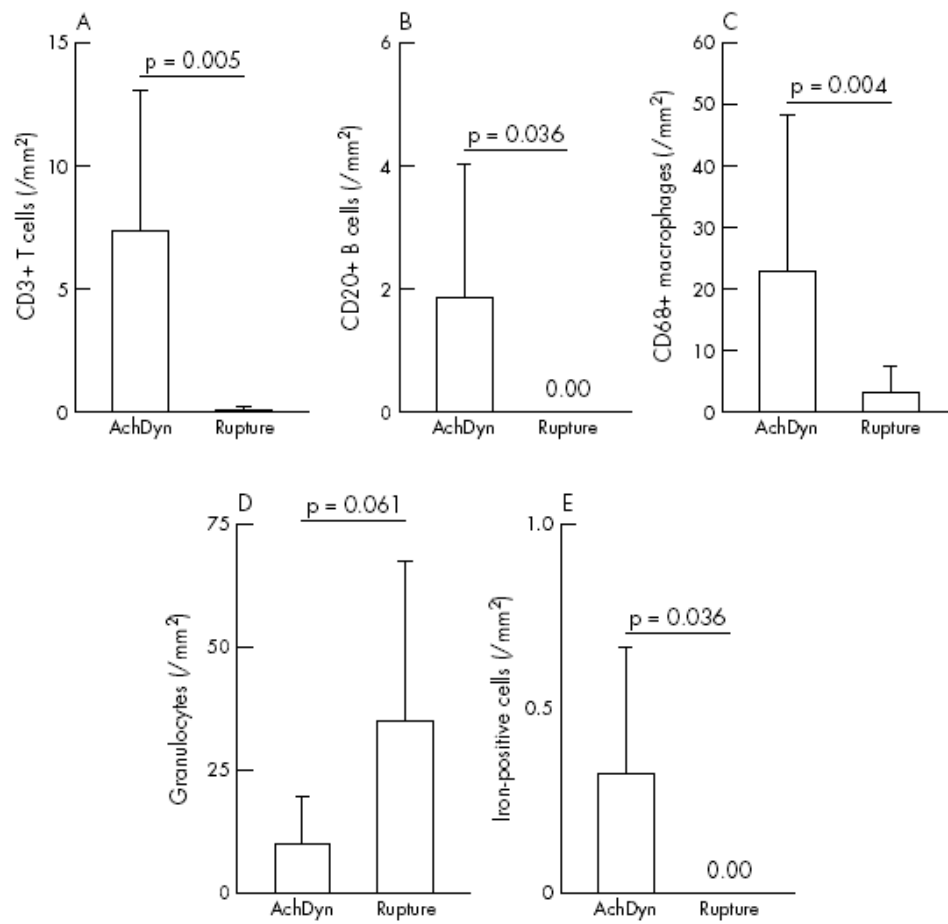 A
15
10
5
0
CD3+ T cells (/mm²)
p = 0.005
AchDyn Rupture
B
6
4
2
0
CD20+ B cells (/mm²)
p = 0.036
0.00
AchDyn Rupture
C
60
50
40
30
20
10
0
CD68+ macrophages (/mm²)
p = 0.004
AchDyn Rupture
D
75
50
25
0
Granulocytes (/mm²)
p = 0.061
AchDyn Rupture
E
1.0
0.5
0
Iron-positive cells (/mm²)
p = 0.036
0.00
AchDyn Rupture